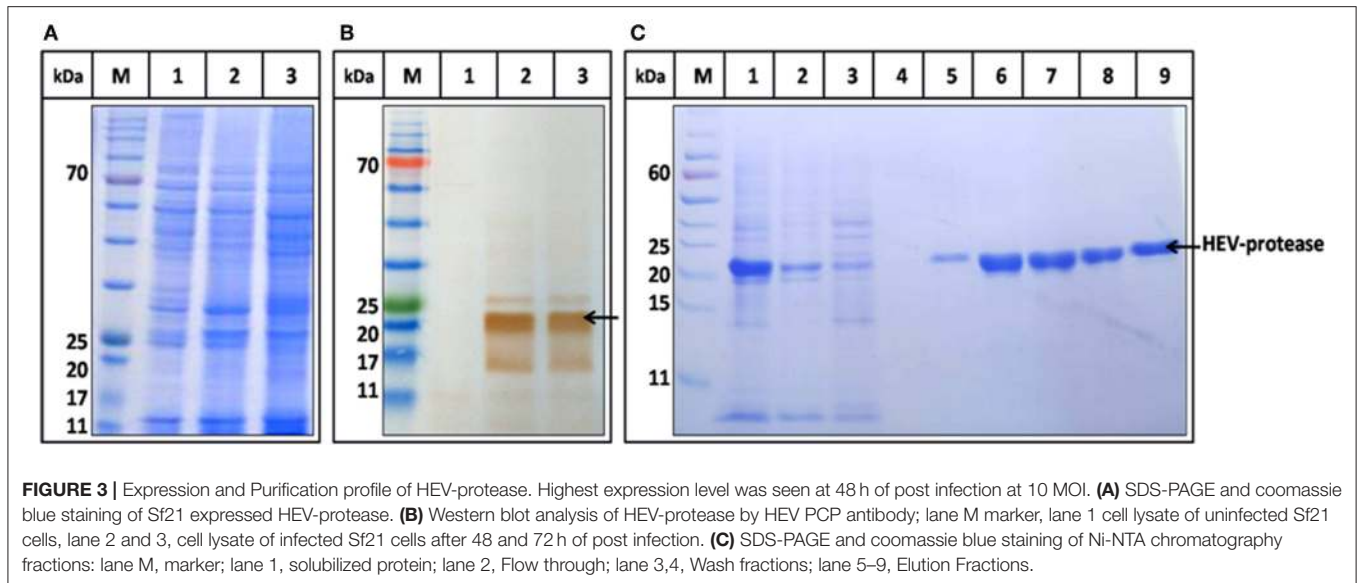 A
kDa M 1 2 3
70
25
20
17
11
B
kDa M 1 2 3
70
25
20
17
11
C
kDa M 1 2 3 4 5 6 7 8 9
60
25
20
15
11
HEV-protease
FIGURE 3 | Expression and Purification profile of HEV-protease. Highest expression level was seen at 48 h of post infection at 10 MOI. (A) SDS-PAGE and coomassie
blue staining of Sf21 expressed HEV-protease. (B) Western blot analysis of HEV-protease by HEV PCP antibody; lane M marker, lane 1 cell lysate of uninfected Sf21
cells, lane 2 and 3, cell lysate of infected Sf21 cells after 48 and 72 h of post infection. (C) SDS-PAGE and coomassie blue staining of Ni-NTA chromatography
fractions: lane M, marker; lane 1, solubilized protein; lane 2, Flow through; lane 3,4, Wash fractions; lane 5–9, Elution Fractions.